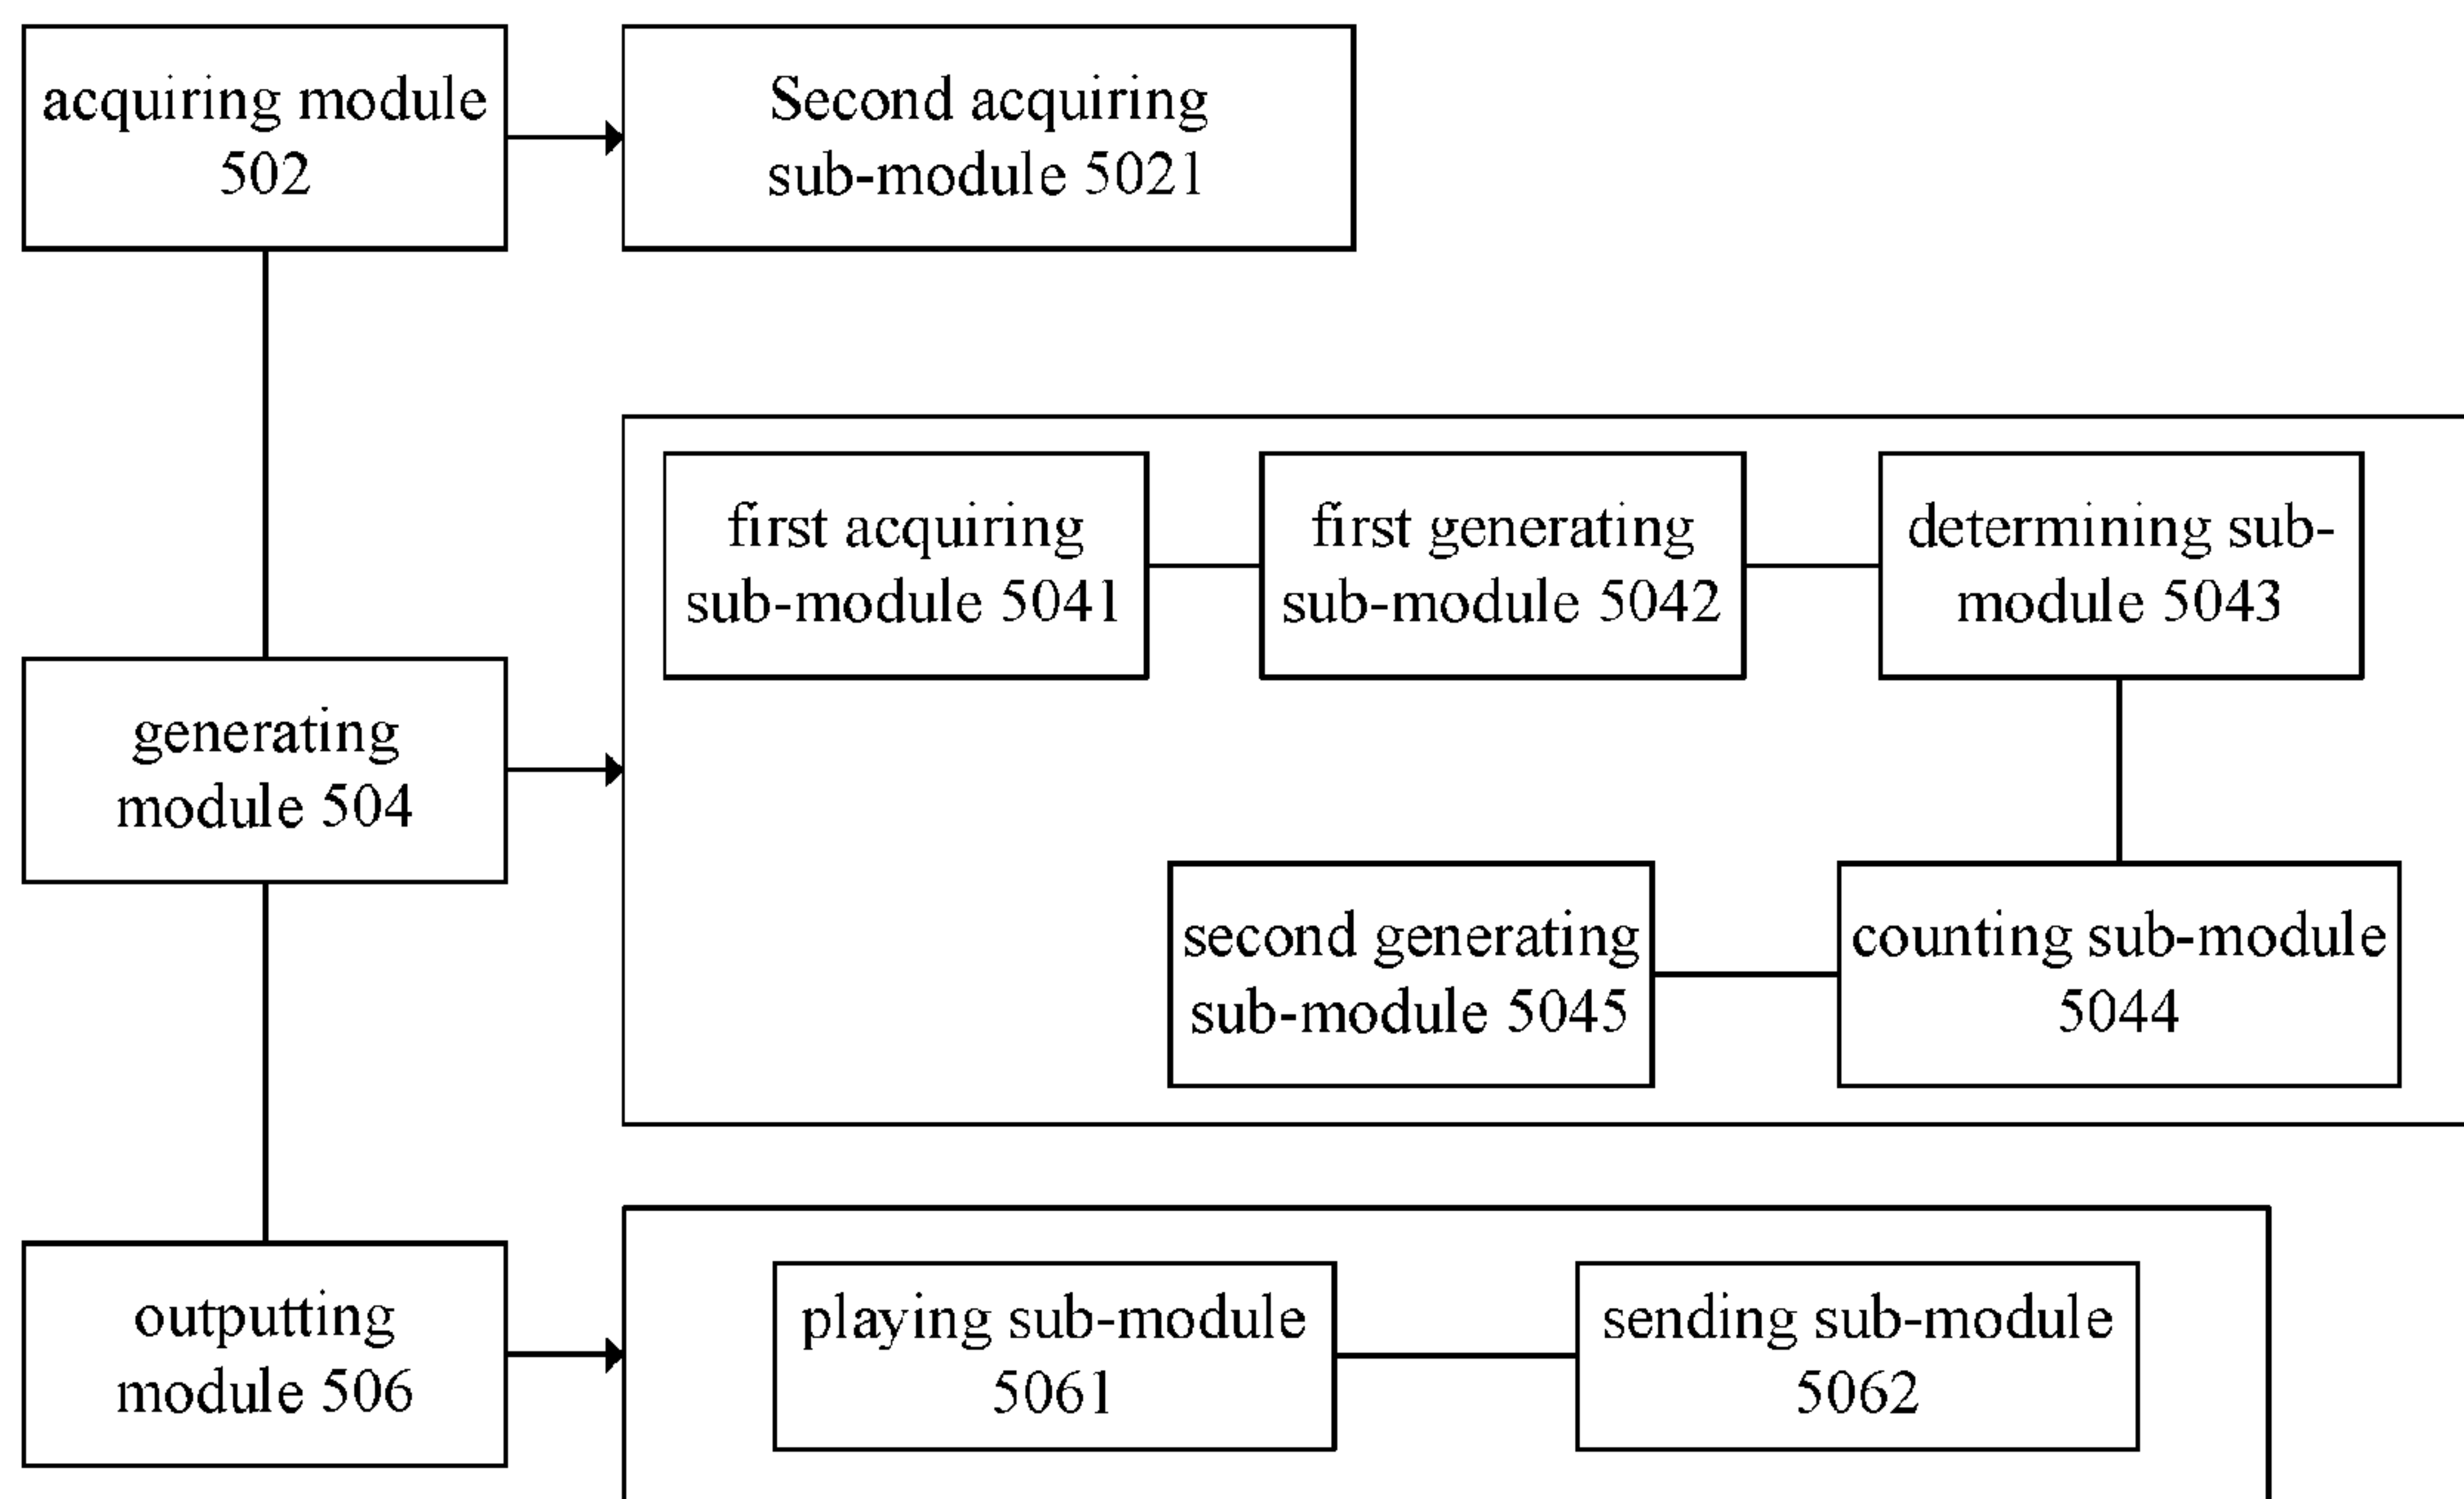 acquiring module
502
Second acquiring
sub-module 5021
first acquiring
sub-module 5041
first generating
sub-module 5042
determining sub-
module 5043
generating
module 504
second generating
sub-module 5045
counting sub-module
5044
outputting
module 506
playing sub-module
5061
sending sub-module
5062